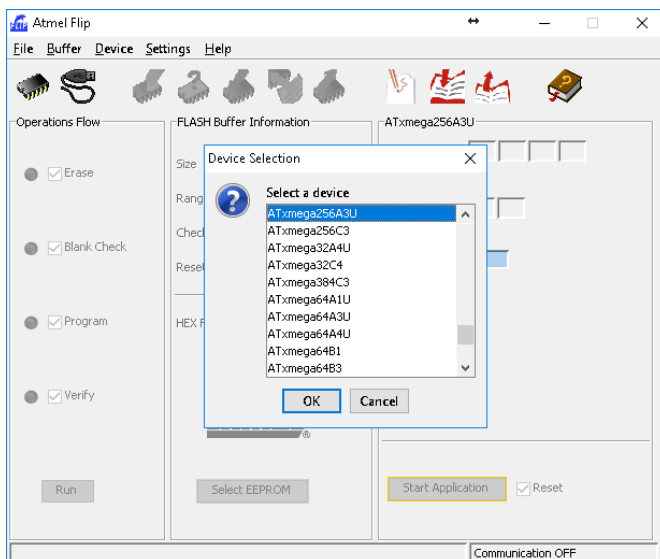 Atmel Flip
File Buffer Device Settings Help
Operations Flow
FLASH Buffer Information
ATxmega256A3U
Erase
Blank Check
Program
Verify
Run
Size
Rang
Check
Reset
HEX F
Device Selection
Select a device
ATxmega256A3U
ATxmega256C3
ATxmega32A4U
ATxmega32C4
ATxmega384C3
ATxmega64A1U
ATxmega64A3U
ATxmega64A4U
ATxmega64B1
ATxmega64B3
OK Cancel
Select EEPROM
Start Application
Reset
Communication OFF